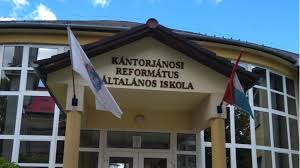 KÁNTORJÁNOSI
REFORMÁTUS
ÁLTALÁNOS ISKOLA